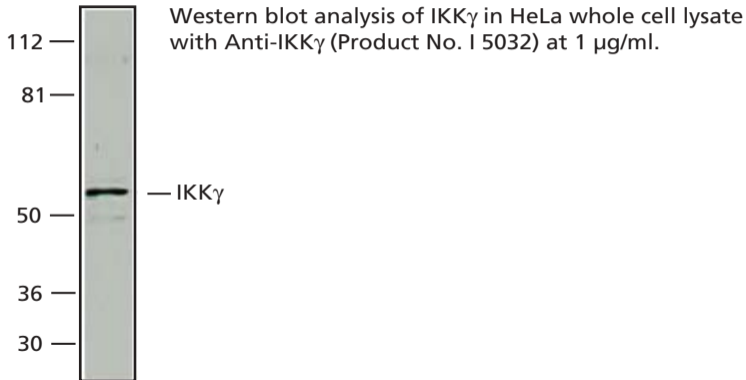 Western blot analysis of IKKγ in HeLa whole cell lysate
with Anti-IKKγ (Product No. I 5032) at 1 µg/ml.
112
81
IKKγ
50
36
30